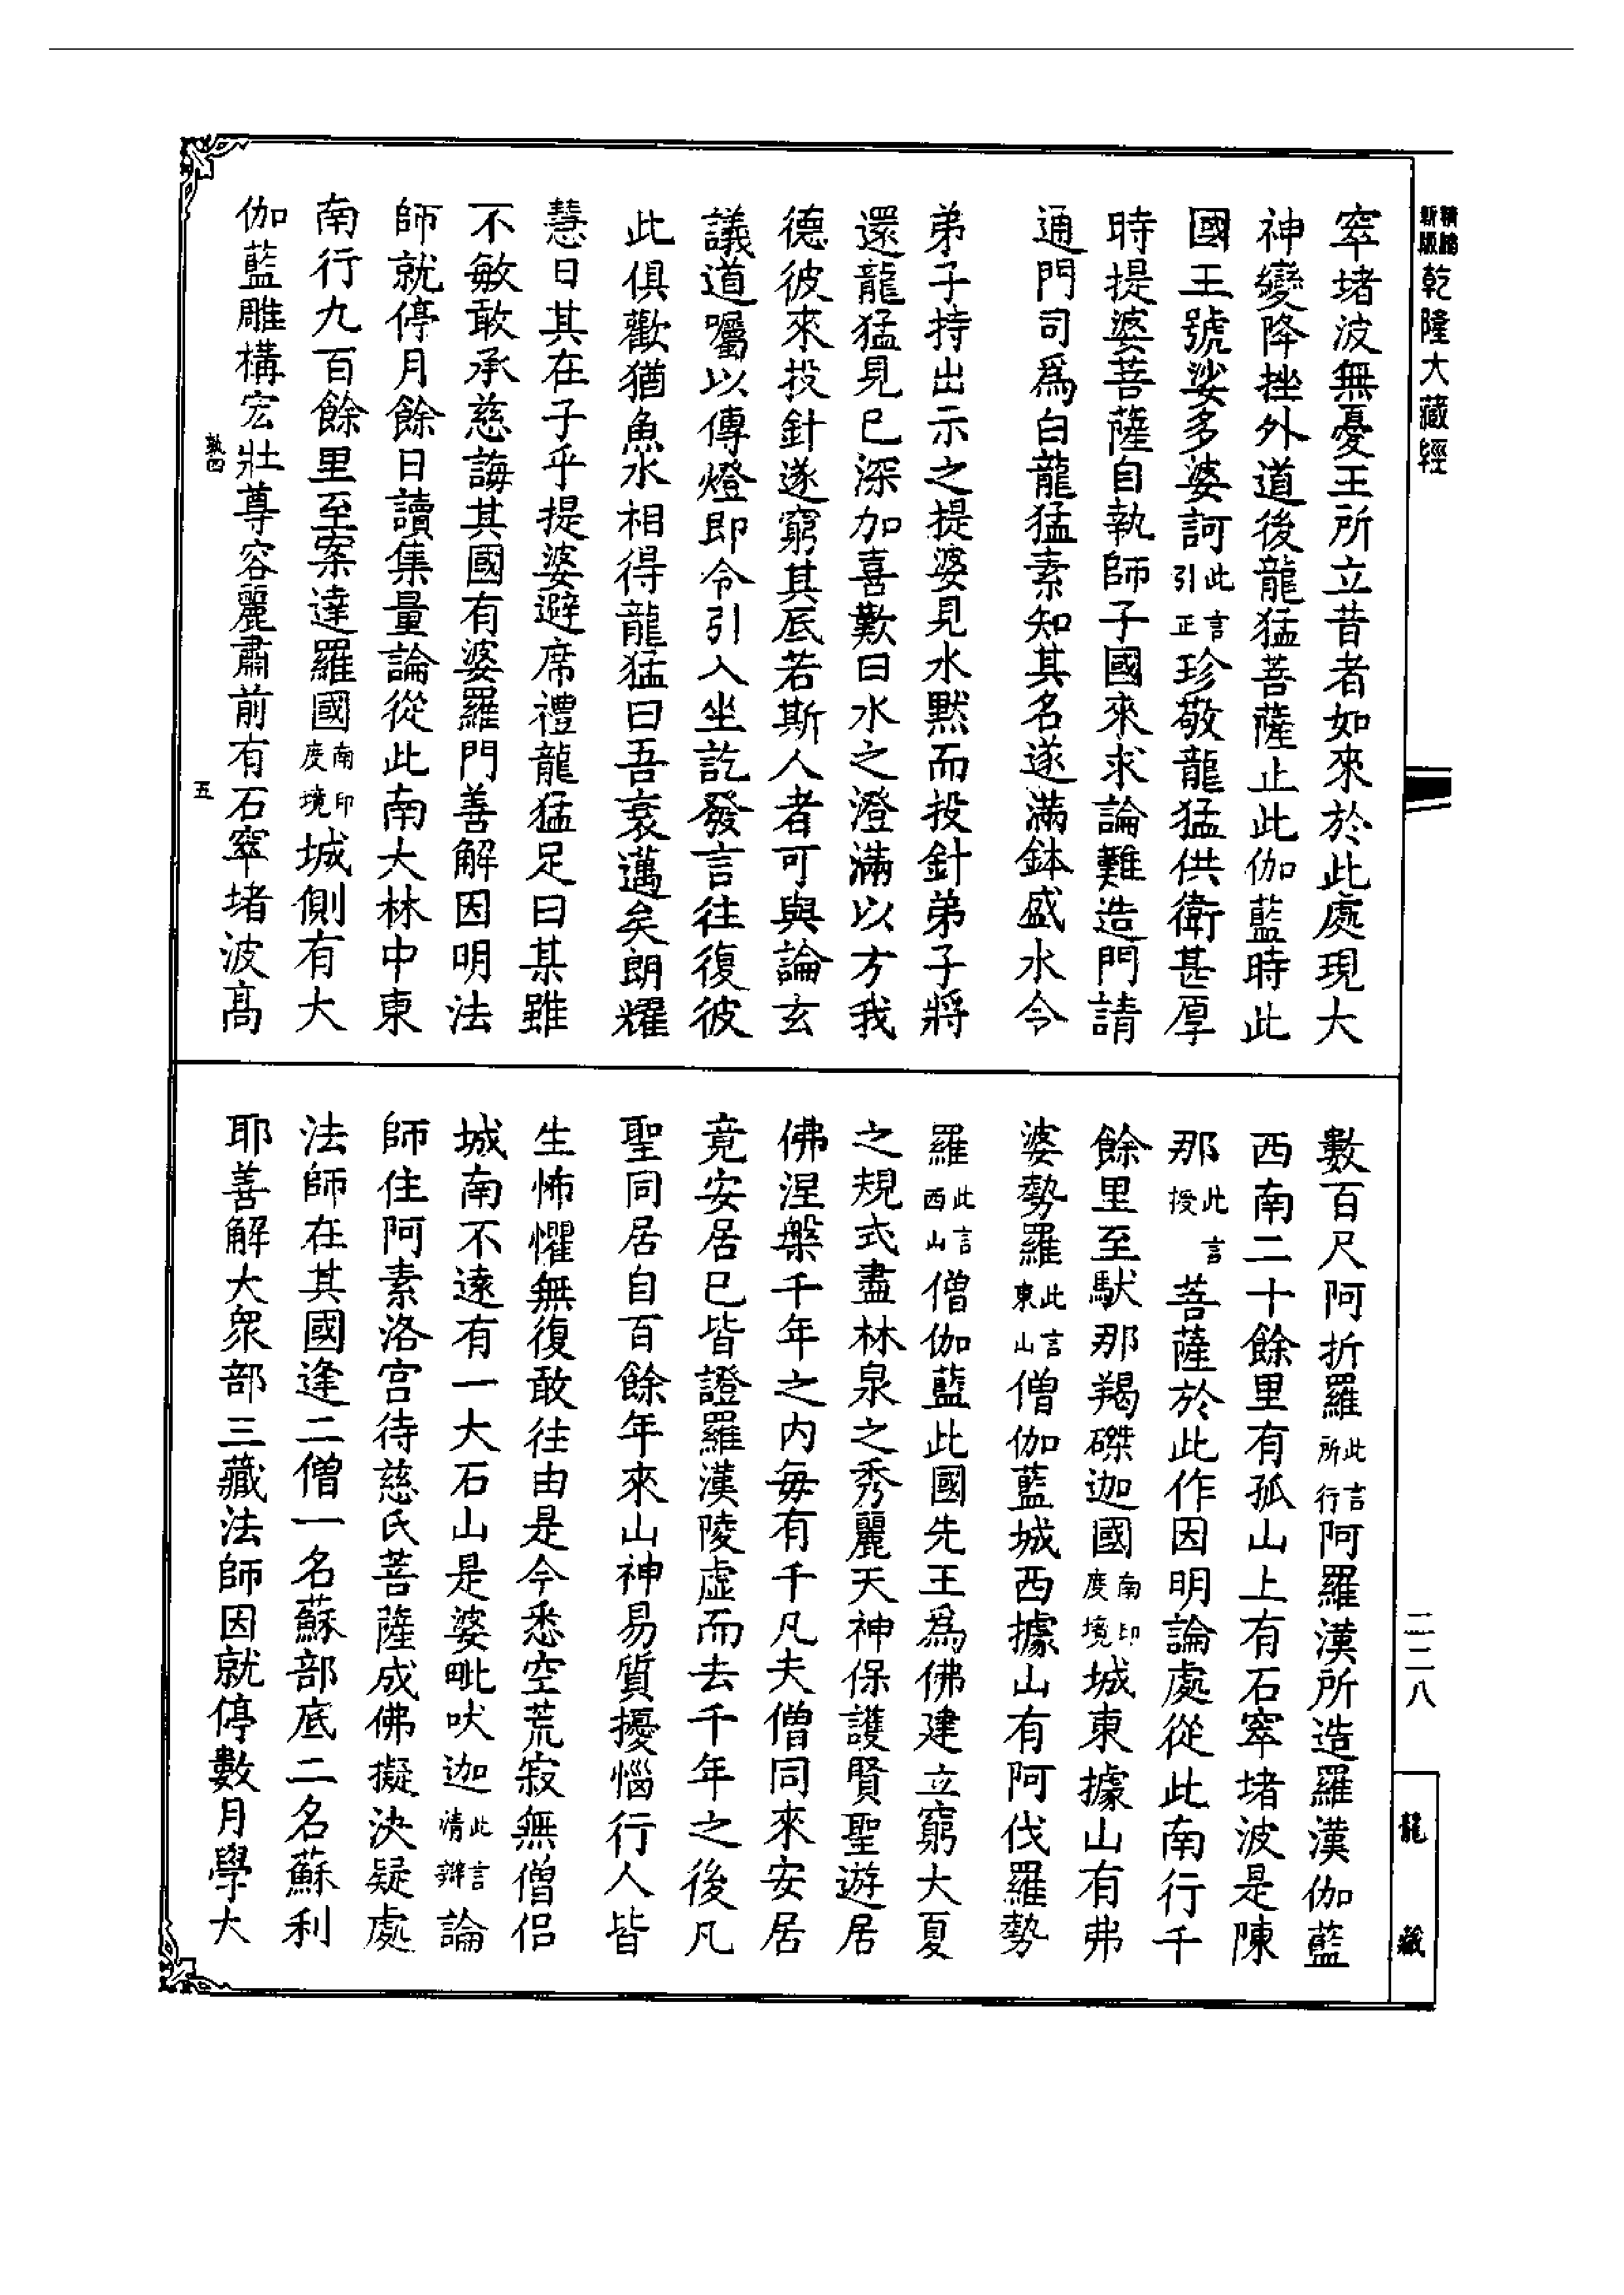 精縮新版乾隆大藏經
二二八
龍藏
窣堵波無憂王所立昔者如來於此處現大
神變降挫外道後龍猛菩薩止此伽藍時此
國王號娑多婆訶此言引正珍敬龍猛供衛甚厚
時提婆菩薩自執師子國來求論難造門請
通門司爲白龍猛素知其名遂滿鉢盛水令
弟子持出示之提婆見水默而投針弟子將
還龍猛見已深加喜歎曰水之澄滿以方我
德彼來投針遂窮其底若斯人者可與論玄
議道囑以傳燈即令引入坐訖發言往復彼
此俱歡猶魚水相得龍猛曰吾衰邁矣朗耀
慧日其在子乎提婆避席禮龍猛足曰某雖
不敏敢承慈誨其國有婆羅門善解因明法
師就停月餘日讀集量論從此南大林中東
南行九百餘里至案達羅國南印度境城側有大
伽藍雕構宏壯尊容麗肅前有石窣堵波高
數百尺阿折羅此言所行阿羅漢所造羅漢伽藍
西南二十餘里有孤山上有石窣堵波是陳
那此言授菩薩於此作因明論處從此南行千
餘里至馱那羯磔迦國南印度境城東據山有弗
婆勢羅此言東山僧伽藍城西據山有阿伐羅勢
羅此言西山僧伽藍此國先王爲佛建立窮大夏
之規式盡林泉之秀麗天神保護賢聖遊居
佛涅槃千年之内每有千凡夫僧同來安居
竟安居已皆證羅漢陵虛而去千年之後凡
聖同居自百餘年來山神易質擾惱行人皆
生怖懼無復敢往由是今悉空荒寂無僧侶
城南不遠有一大石山是婆毗吠迦此言清辯論
師住阿素洛宫待慈氏菩薩成佛擬決疑處
法師在其國逢二僧一名蘇部底二名蘇利
耶善解大衆部三藏法師因就停數月學大
五